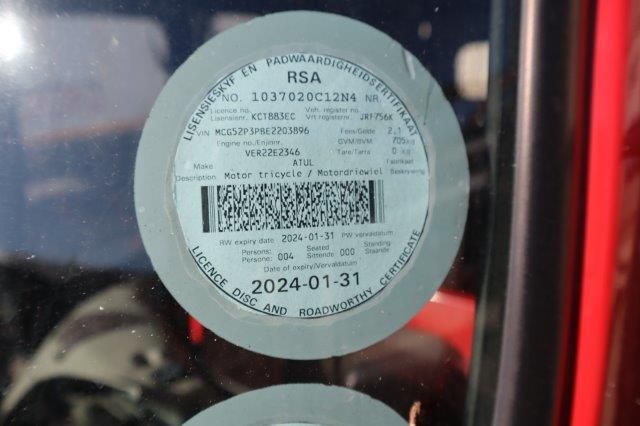 LISENSIESKYF EN PADWAARDIGHEIDSERTIFIKAAT
RSA
NO. 1037020C12N4 NR.
Licence no. Veh. register no.
Lisensienr. KCT883EC Vrt registernr. JRF756K
VIN MCG52P3PBE2203896 Fees/Gelde 2.1
Engine no./Enjinnr. GVM/BVM 705kg
VER22E2346 Tare/Tarra 0 kg
Make ATUL Fabrikaat
Description Motor tricycle / Motordriewiel Beskrywing
RW expiry date 2024-01-31 PW vervaldatum
Persons: Seated Standing
Persone: 004 Sittende 000 Staande
Date of expiry/Vervaldatum
2024-01-31
LICENCE DISC AND ROADWORTHY CERTIFICATE